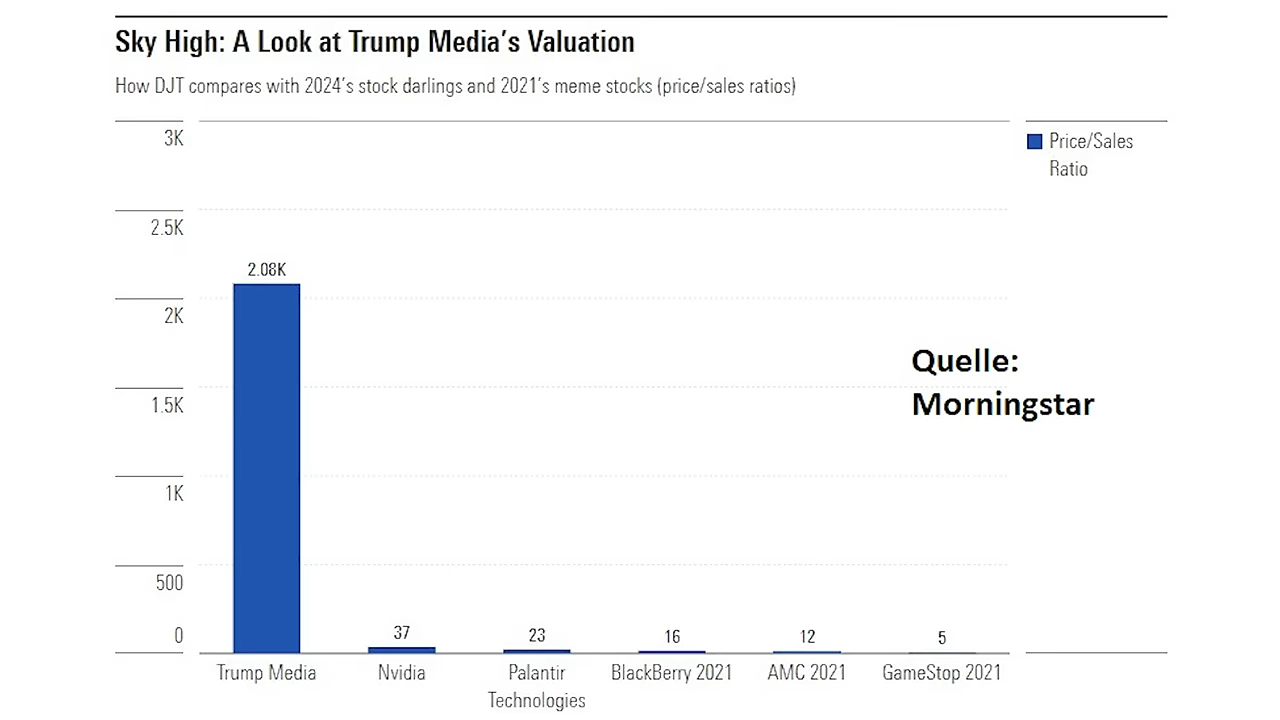 Sky High: A Look at Trump Media's Valuation
How DJT compares with 2024's stock darlings and 2021's meme stocks (price/sales ratios)
3K
2.5K
2K
1.5K
1K
500
0
2.08K
37
23
16
12
5
Trump Media
Nvidia
Palantir
Technologies
BlackBerry 2021
AMC 2021
GameStop 2021
Price/Sales
Ratio
Quelle:
Morningstar